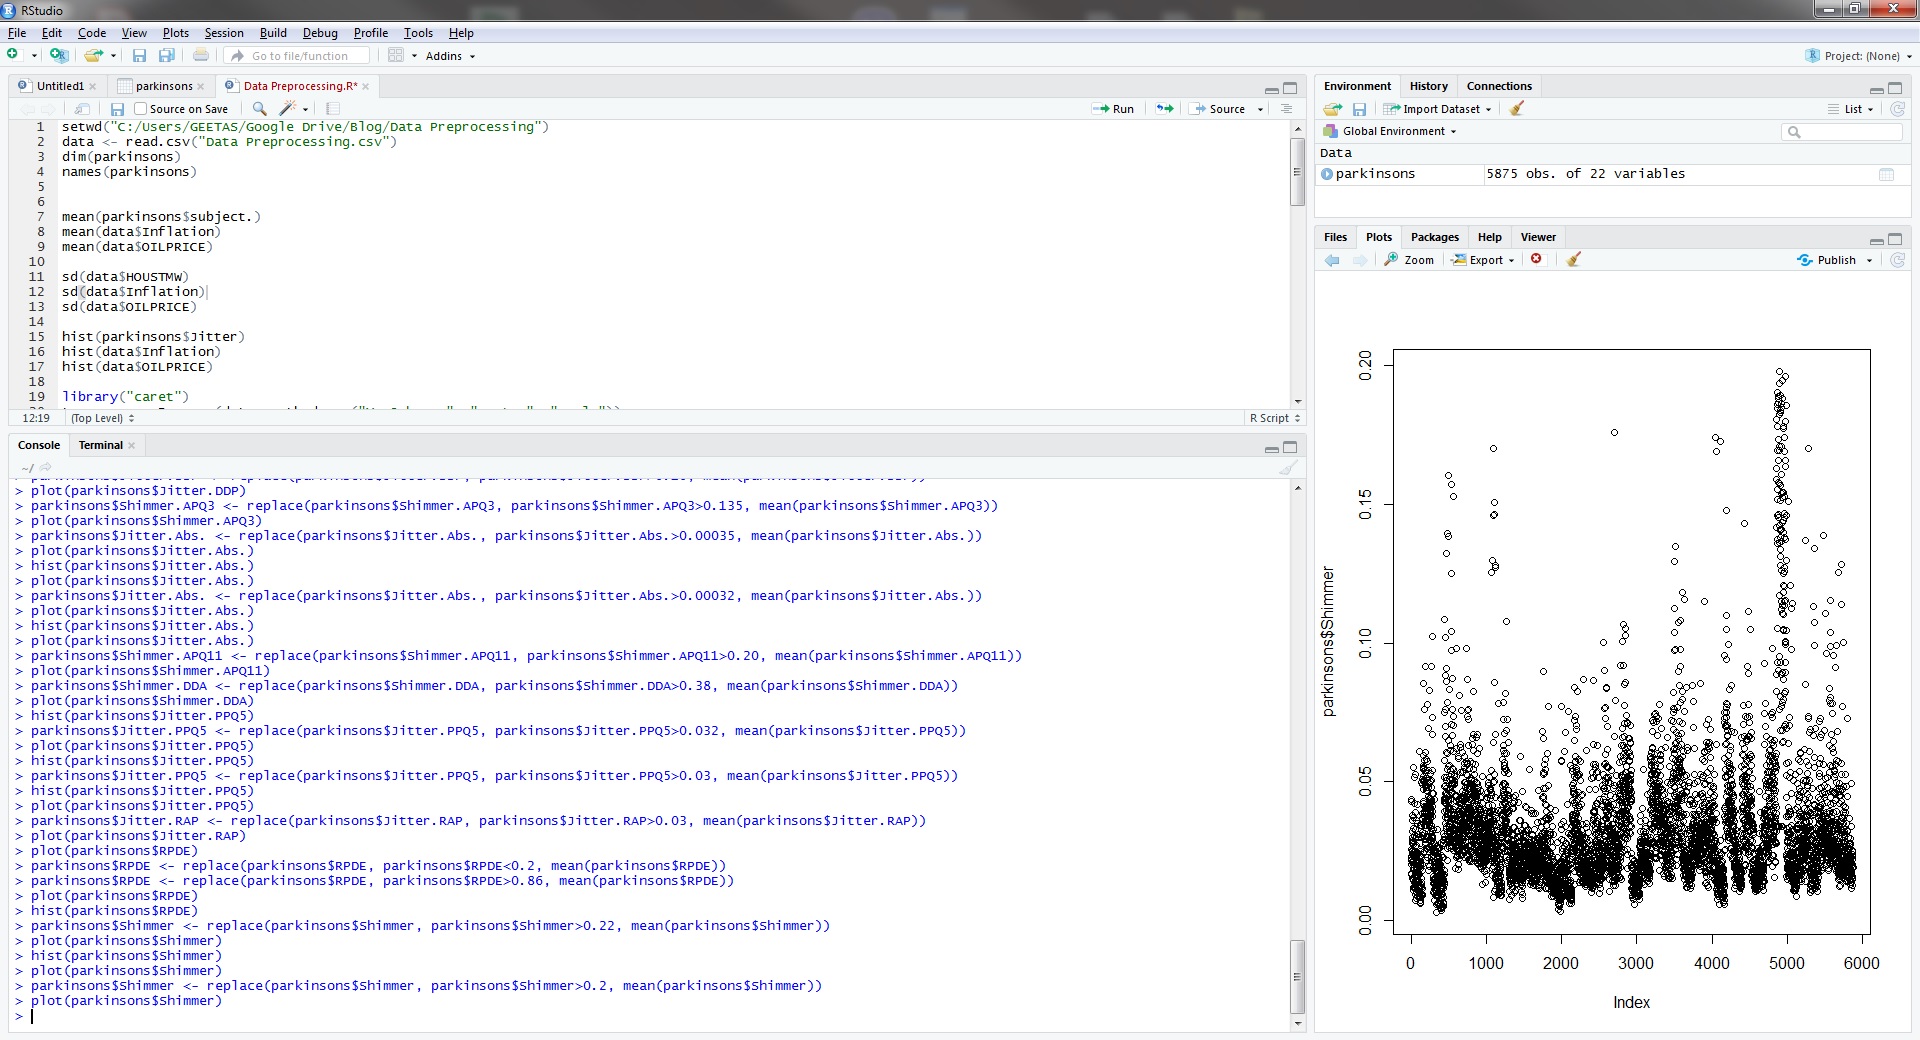 RStudio
File Edit Code View Plots Session Build Debug Profile Tools Help
Go to file/function Addins Project: (None)
Untitled1 parkinsons Data Preprocessing.R*
Source on Save Run Source
1 setwd("C:/Users/GEETAS/Google Drive/Blog/Data Preprocessing")
2 data <- read.csv("Data Preprocessing.csv")
3 dim(parkinsons)
4 names(parkinsons)
5
6
7 mean(parkinsons$subject.)
8 mean(data$Inflation)
9 mean(data$OILPRICE)
10
11 sd(data$HOUSTMW)
12 sd(data$Inflation)
13 sd(data$OILPRICE)
14
15 hist(parkinsons$Jitter)
16 hist(data$Inflation)
17 hist(data$OILPRICE)
18
19 library("caret")
12:19 (Top Level) R Script
Console Terminal
~/
> plot(parkinsons$Jitter.DDP)
> parkinsons$Shimmer.APQ3 <- replace(parkinsons$Shimmer.APQ3, parkinsons$Shimmer.APQ3>0.135, mean(parkinsons$Shimmer.APQ3))
> plot(parkinsons$Shimmer.APQ3)
> parkinsons$Jitter.Abs. <- replace(parkinsons$Jitter.Abs., parkinsons$Jitter.Abs.>0.00035, mean(parkinsons$Jitter.Abs.))
> plot(parkinsons$Jitter.Abs.)
> hist(parkinsons$Jitter.Abs.)
> plot(parkinsons$Jitter.Abs.)
> parkinsons$Jitter.Abs. <- replace(parkinsons$Jitter.Abs., parkinsons$Jitter.Abs.>0.00032, mean(parkinsons$Jitter.Abs.))
> plot(parkinsons$Jitter.Abs.)
> hist(parkinsons$Jitter.Abs.)
> plot(parkinsons$Jitter.Abs.)
> parkinsons$Shimmer.APQ11 <- replace(parkinsons$Shimmer.APQ11, parkinsons$Shimmer.APQ11>0.20, mean(parkinsons$Shimmer.APQ11))
> plot(parkinsons$Shimmer.APQ11)
> parkinsons$Shimmer.DDA <- replace(parkinsons$Shimmer.DDA, parkinsons$Shimmer.DDA>0.38, mean(parkinsons$Shimmer.DDA))
> plot(parkinsons$Shimmer.DDA)
> hist(parkinsons$Jitter.PPQ5)
> parkinsons$Jitter.PPQ5 <- replace(parkinsons$Jitter.PPQ5, parkinsons$Jitter.PPQ5>0.032, mean(parkinsons$Jitter.PPQ5))
> plot(parkinsons$Jitter.PPQ5)
> hist(parkinsons$Jitter.PPQ5)
> parkinsons$Jitter.PPQ5 <- replace(parkinsons$Jitter.PPQ5, parkinsons$Jitter.PPQ5>0.03, mean(parkinsons$Jitter.PPQ5))
> hist(parkinsons$Jitter.PPQ5)
> plot(parkinsons$Jitter.PPQ5)
> parkinsons$Jitter.RAP <- replace(parkinsons$Jitter.RAP, parkinsons$Jitter.RAP>0.03, mean(parkinsons$Jitter.RAP))
> plot(parkinsons$Jitter.RAP)
> plot(parkinsons$RPDE)
> parkinsons$RPDE <- replace(parkinsons$RPDE, parkinsons$RPDE<0.2, mean(parkinsons$RPDE))
> parkinsons$RPDE <- replace(parkinsons$RPDE, parkinsons$RPDE>0.86, mean(parkinsons$RPDE))
> plot(parkinsons$RPDE)
> hist(parkinsons$RPDE)
> parkinsons$Shimmer <- replace(parkinsons$Shimmer, parkinsons$Shimmer>0.22, mean(parkinsons$Shimmer))
> plot(parkinsons$Shimmer)
> hist(parkinsons$Shimmer)
> plot(parkinsons$Shimmer)
> parkinsons$Shimmer <- replace(parkinsons$Shimmer, parkinsons$Shimmer>0.2, mean(parkinsons$Shimmer))
> plot(parkinsons$Shimmer)
>
Environment History Connections
Import Dataset List
Global Environment
Data
parkinsons 5875 obs. of 22 variables
Files Plots Packages Help Viewer
Zoom Export Publish
parkinsons$Shimmer
0.20
0.15
0.10
0.05
0.00
0 1000 2000 3000 4000 5000 6000
Index